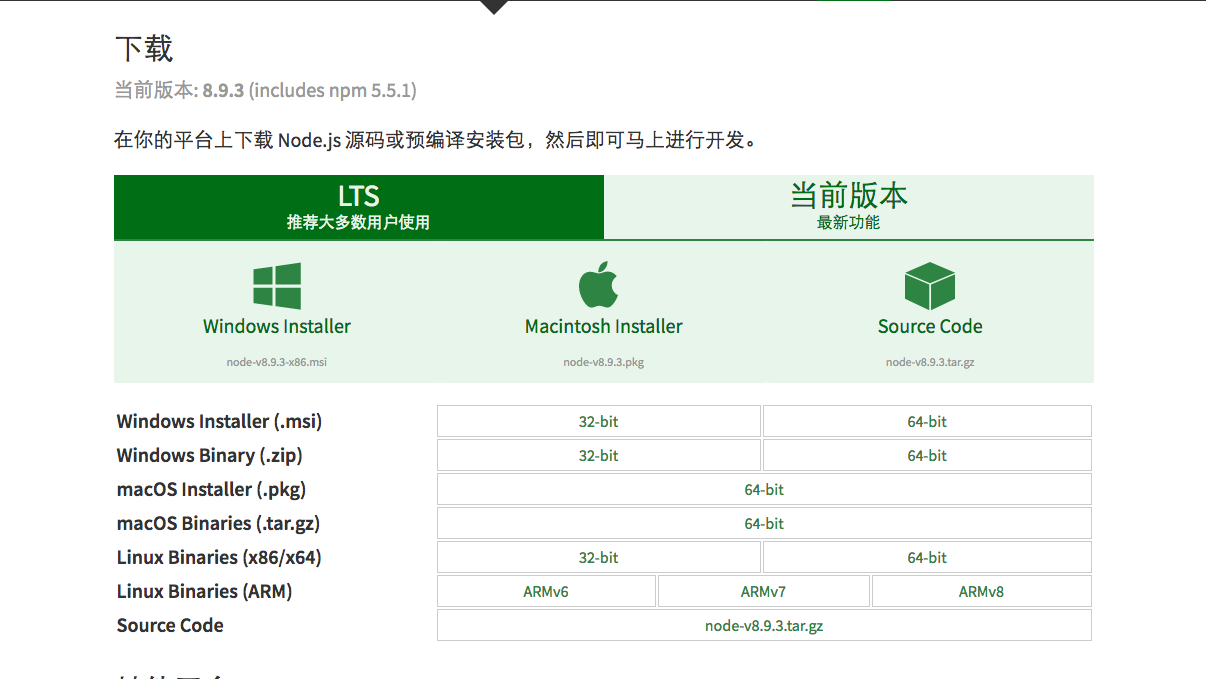 下载
当前版本: 8.9.3 (includes npm 5.5.1)
在你的平台上下载 Node.js 源码或预编译安装包，然后即可马上进行开发。
LTS
推荐大多数用户使用
当前版本
最新功能
Windows Installer
Macintosh Installer
Source Code
node-v8.9.3-x86.msi
node-v8.9.3.pkg
node-v8.9.3.tar.gz
Windows Installer (.msi) 32-bit 64-bit
Windows Binary (.zip) 32-bit 64-bit
macOS Installer (.pkg) 64-bit
macOS Binaries (.tar.gz) 64-bit
Linux Binaries (x86/x64) 32-bit 64-bit
Linux Binaries (ARM) ARMv6 ARMv7 ARMv8
Source Code node-v8.9.3.tar.gz